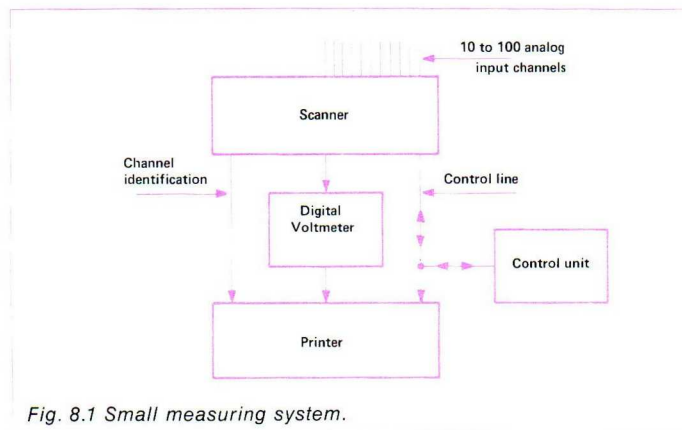 10 to 100 analog
input channels
Scanner
Channel
identification
Control line
Digital
Voltmeter
Control unit
Printer
Fig. 8.1 Small measuring system.